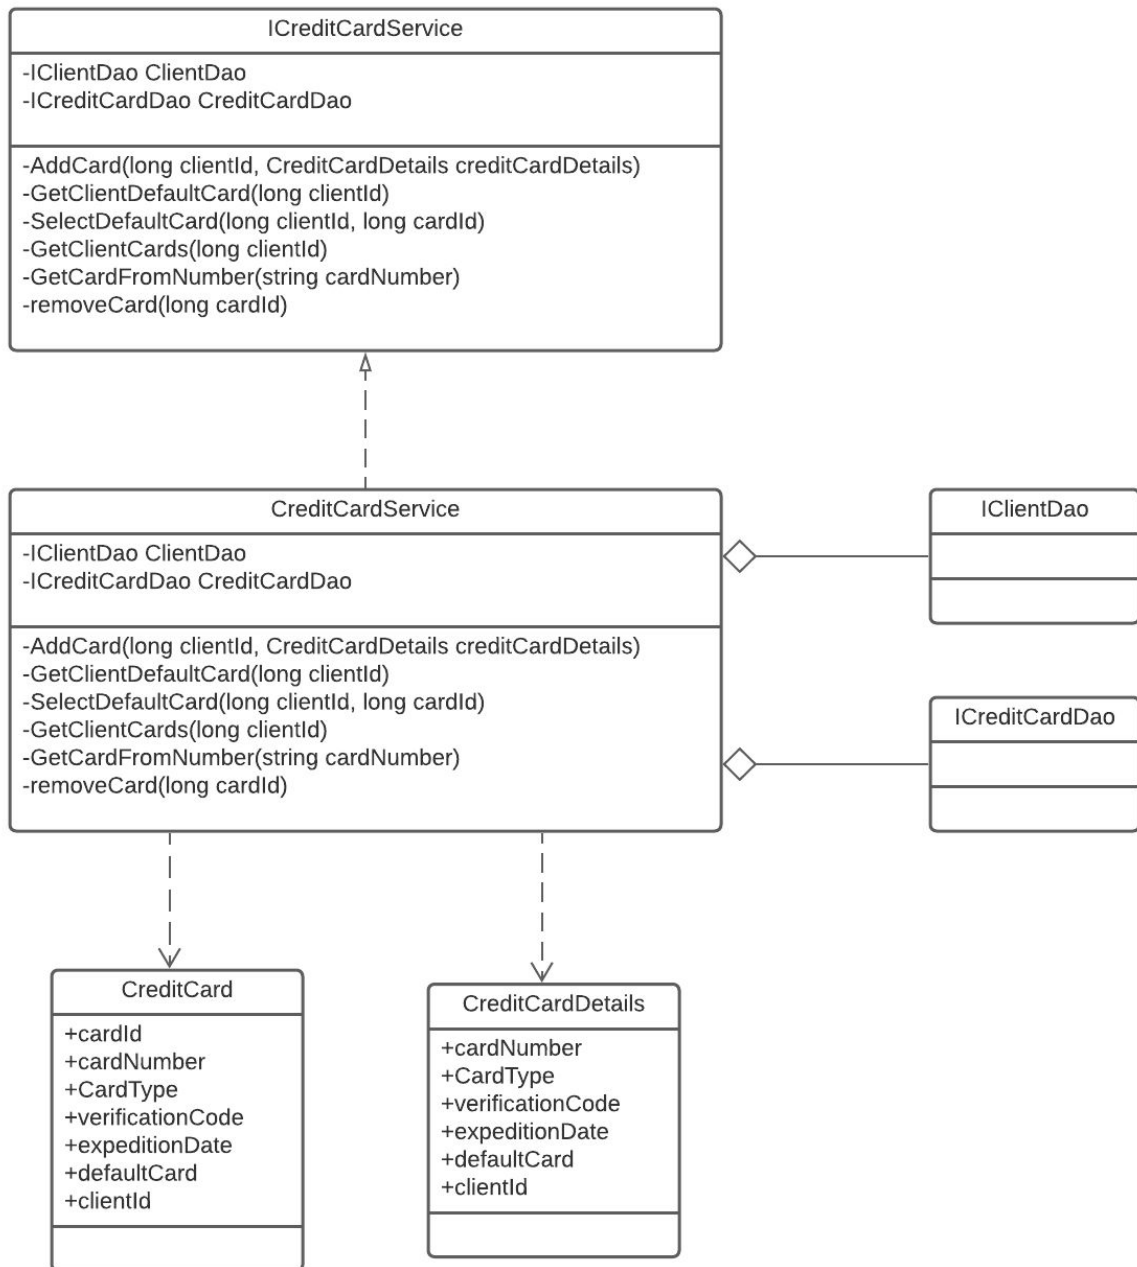 ICreditCardService
-IClientDao ClientDao
-ICreditCardDao CreditCardDao
-AddCard(long clientId, CreditCardDetails creditCardDetails)
-GetClientDefaultCard(long clientId)
-SelectDefaultCard(long clientId, long cardId)
-GetClientCards(long clientId)
-GetCardFromNumber(string cardNumber)
-removeCard(long cardId)
CreditCardService
-IClientDao ClientDao
-ICreditCardDao CreditCardDao
-AddCard(long clientId, CreditCardDetails creditCardDetails)
-GetClientDefaultCard(long clientId)
-SelectDefaultCard(long clientId, long cardId)
-GetClientCards(long clientId)
-GetCardFromNumber(string cardNumber)
-removeCard(long cardId)
IClientDao
ICreditCardDao
CreditCard
+cardId
+cardNumber
+CardType
+verificationCode
+expeditionDate
+defaultCard
+clientId
CreditCardDetails
+cardNumber
+CardType
+verificationCode
+expeditionDate
+defaultCard
+clientId